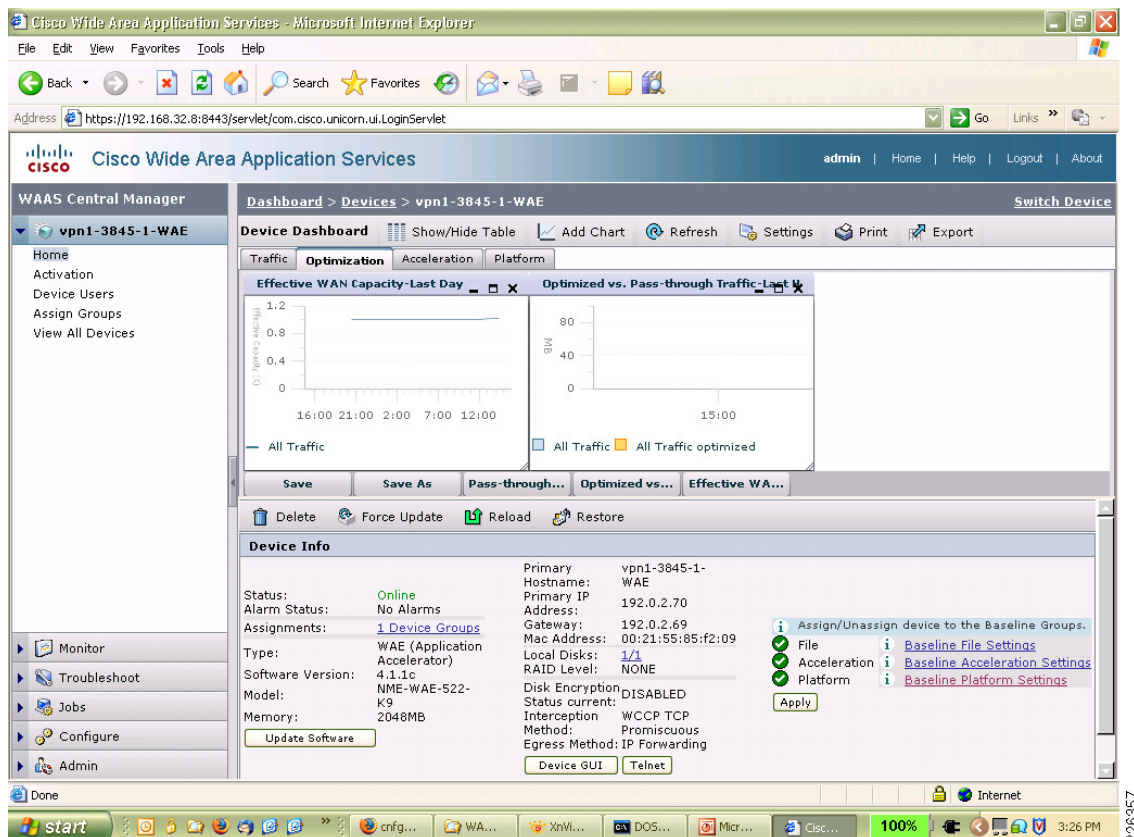 Cisco Wide Area Application Services - Microsoft Internet Explorer
File Edit View Favorites Tools Help
Back Search Favorites
Address https://192.168.32.8:8443/servlet/com.cisco.unicorn.ui.LoginServlet Go Links »
CISCO Cisco Wide Area Application Services admin | Home | Help | Logout | About
WAAS Central Manager
Dashboard > Devices > vpn1-3845-1-WAE Switch Device
vpn1-3845-1-WAE
Home
Activation
Device Users
Assign Groups
View All Devices
Monitor
Troubleshoot
Jobs
Configure
Admin
Device Dashboard Show/Hide Table Add Chart Refresh Settings Print Export
Traffic Optimization Acceleration Platform
Effective WAN Capacity-Last Day
Effective Capacity (X)
1.2
0.8
0.4
0
16:00 21:00 2:00 7:00 12:00
All Traffic
Optimized vs. Pass-through Traffic-Last
MB
80
40
0
15:00
All Traffic All Traffic optimized
Save Save As Pass-through... Optimized vs... Effective WA...
Delete Force Update Reload Restore
Device Info
Status: Online
Alarm Status: No Alarms
Assignments: 1 Device Groups
Type: WAE (Application
Accelerator)
Software Version: 4.1.1c
Model: NME-WAE-522-
K9
Memory: 2048MB
Update Software
Primary vpn1-3845-1-
Hostname: WAE
Primary IP
Address: 192.0.2.70
Gateway: 192.0.2.69
Mac Address: 00:21:55:85:f2:09
Local Disks: 1/1
RAID Level: NONE
Disk Encryption
Status current: DISABLED
Interception WCCP TCP
Method: Promiscuous
Egress Method: IP Forwarding
Device GUI Telnet
Assign/Unassign device to the Baseline Groups.
File Baseline File Settings
Acceleration Baseline Acceleration Settings
Platform Baseline Platform Settings
Apply
Done Internet
start » cnfg... WA... XnVi... DOS... Micr... Cisc... 100% 3:26 PM